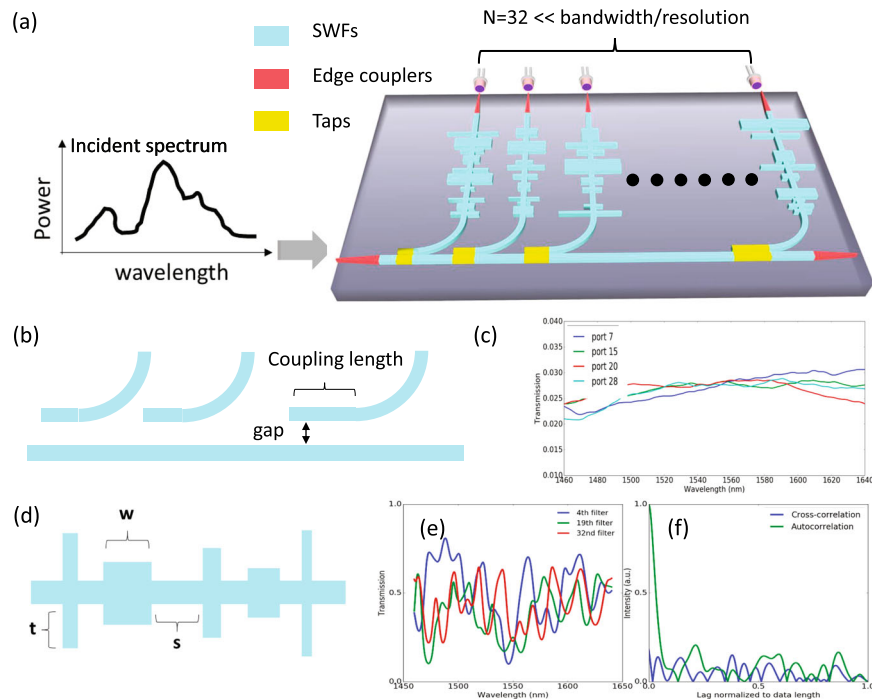 (a)
N=32 << bandwidth/resolution
SWFs
Edge couplers
Taps
Incident spectrum
Power
wavelength
(b)
Coupling length
gap
(c)
0.040
0.035
0.030
0.025
0.020
0.015
0.010
Transmission
port 7
port 15
port 20
port 28
1460 1480 1500 1520 1540 1560 1580 1600 1620 1640
Wavelength (nm)
(d)
w
t
s
(e)
1.0
0.5
0.0
Transmission
4th filter
19th filter
32nd filter
1450 1500 1550 1600 1650
Wavelength (nm)
(f)
1.0
0.5
0.0
Intensity (a.u.)
Cross-correlation
Autocorrelation
0.0 0.5 1.0
Lag normalized to data length